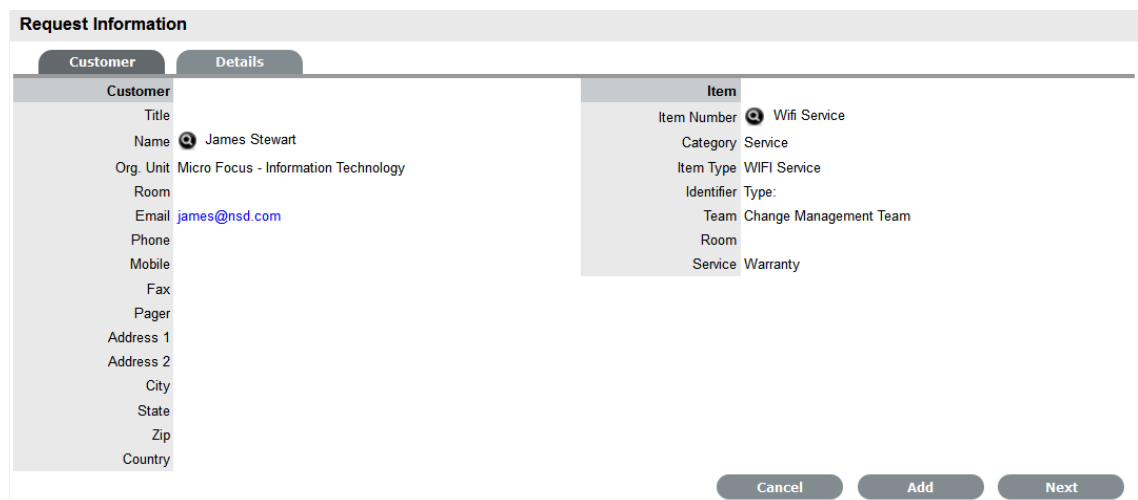 Request Information
Customer Details
Customer
Title
Name James Stewart
Org. Unit Micro Focus - Information Technology
Room
Email james@nsd.com
Phone
Mobile
Fax
Pager
Address 1
Address 2
City
State
Zip
Country
Item
Item Number Wifi Service
Category Service
Item Type WIFI Service
Identifier Type:
Team Change Management Team
Room
Service Warranty
Cancel Add Next